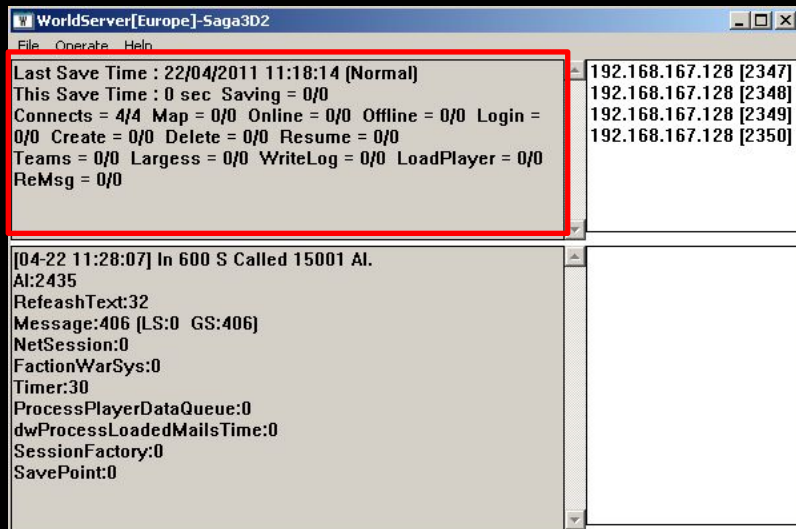 WorldServer[Europe]-Saga3D2
File Operate Help
Last Save Time : 22/04/2011 11:18:14 (Normal)
This Save Time : 0 sec Saving = 0/0
Connects = 4/4 Map = 0/0 Online = 0/0 Offline = 0/0 Login =
0/0 Create = 0/0 Delete = 0/0 Resume = 0/0
Teams = 0/0 Largess = 0/0 WriteLog = 0/0 LoadPlayer = 0/0
ReMsg = 0/0
192.168.167.128 [2347]
192.168.167.128 [2348]
192.168.167.128 [2349]
192.168.167.128 [2350]
[04-22 11:28:07] In 600 S Called 15001 AI.
AI:2435
RefeashText:32
Message:406 (LS:0 GS:406)
NetSession:0
FactionWarSys:0
Timer:30
ProcessPlayerDataQueue:0
dwProcessLoadedMailsTime:0
SessionFactory:0
SavePoint:0